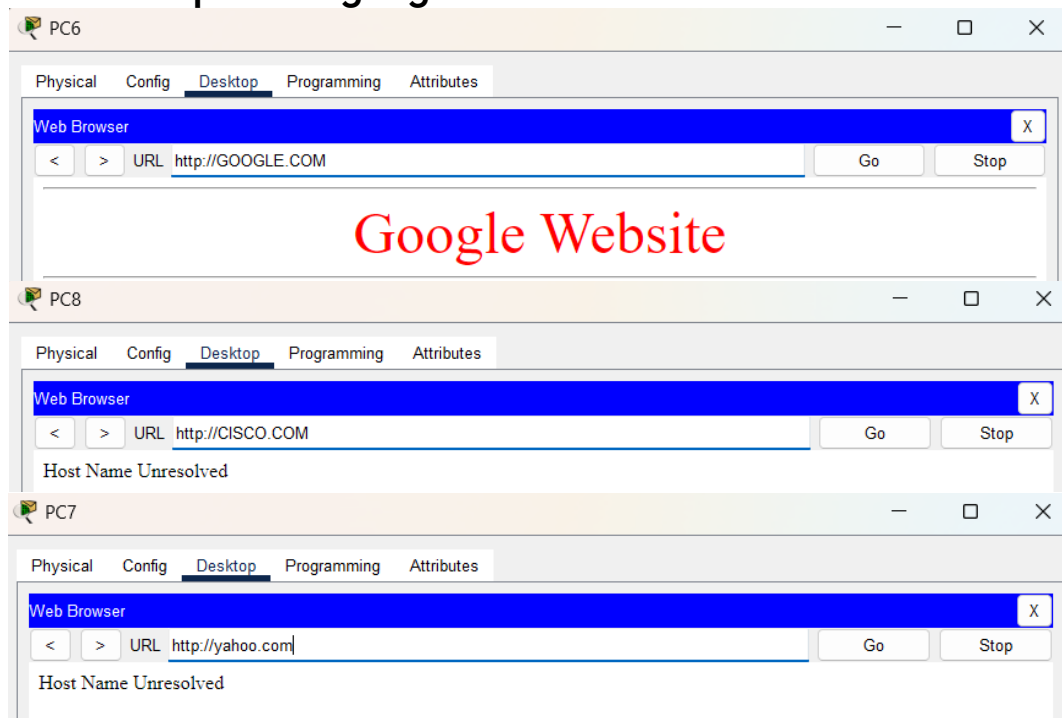 PC6
Physical Config Desktop Programming Attributes
Web Browser X
< > URL http://GOOGLE.COM Go Stop
Google Website
PC8
Physical Config Desktop Programming Attributes
Web Browser X
< > URL http://CISCO.COM Go Stop
Host Name Unresolved
PC7
Physical Config Desktop Programming Attributes
Web Browser X
< > URL http://yahoo.com Go Stop
Host Name Unresolved